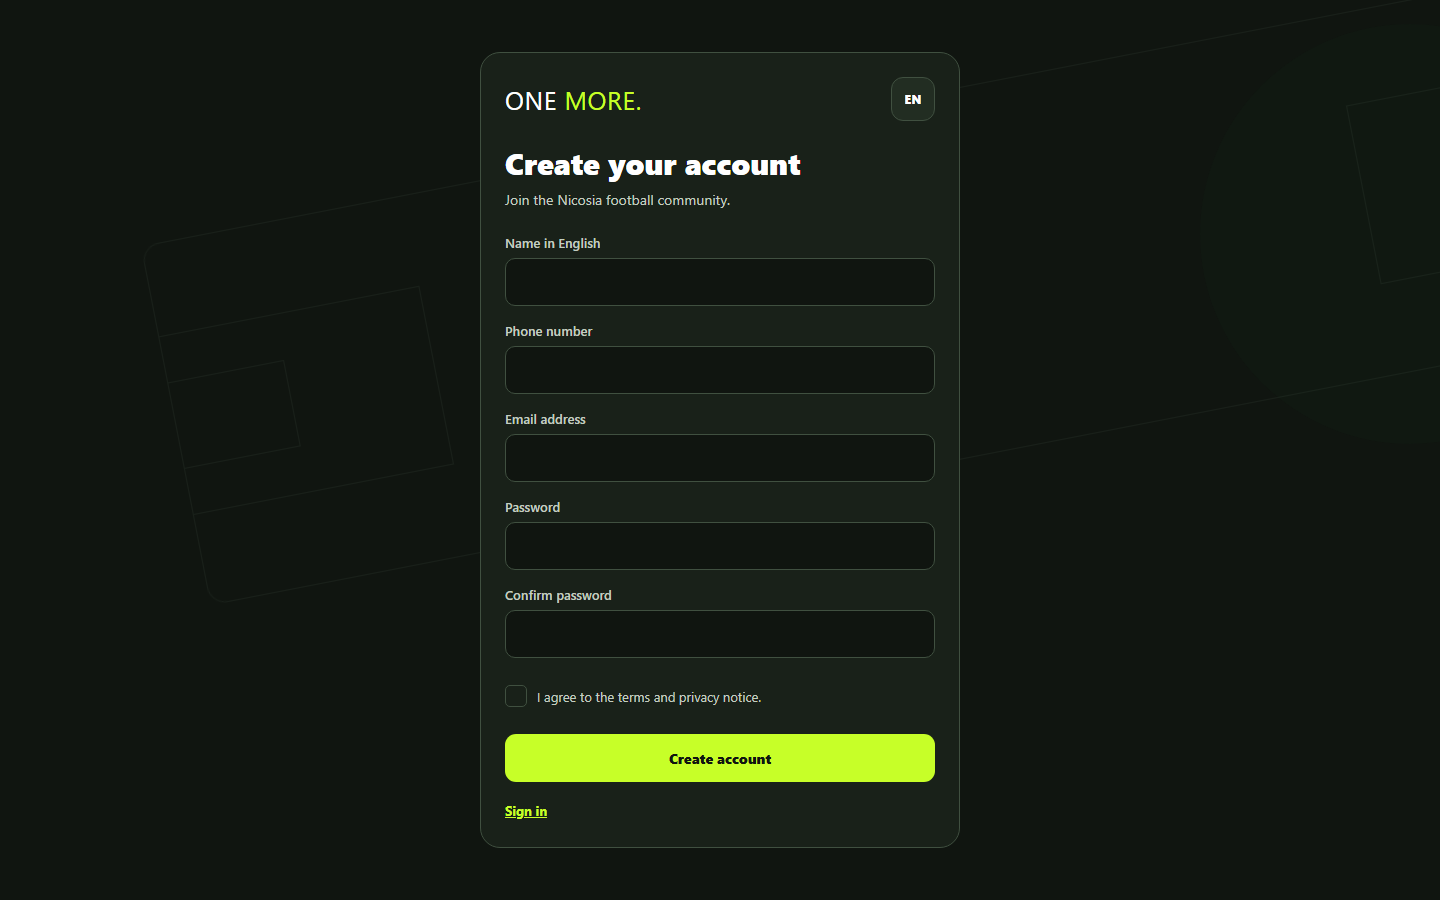 ONE MORE.
EN
Create your account
Join the Nicosia football community.
Name in English
Phone number
Email address
Password
Confirm password
I agree to the terms and privacy notice.
Create account
Sign in